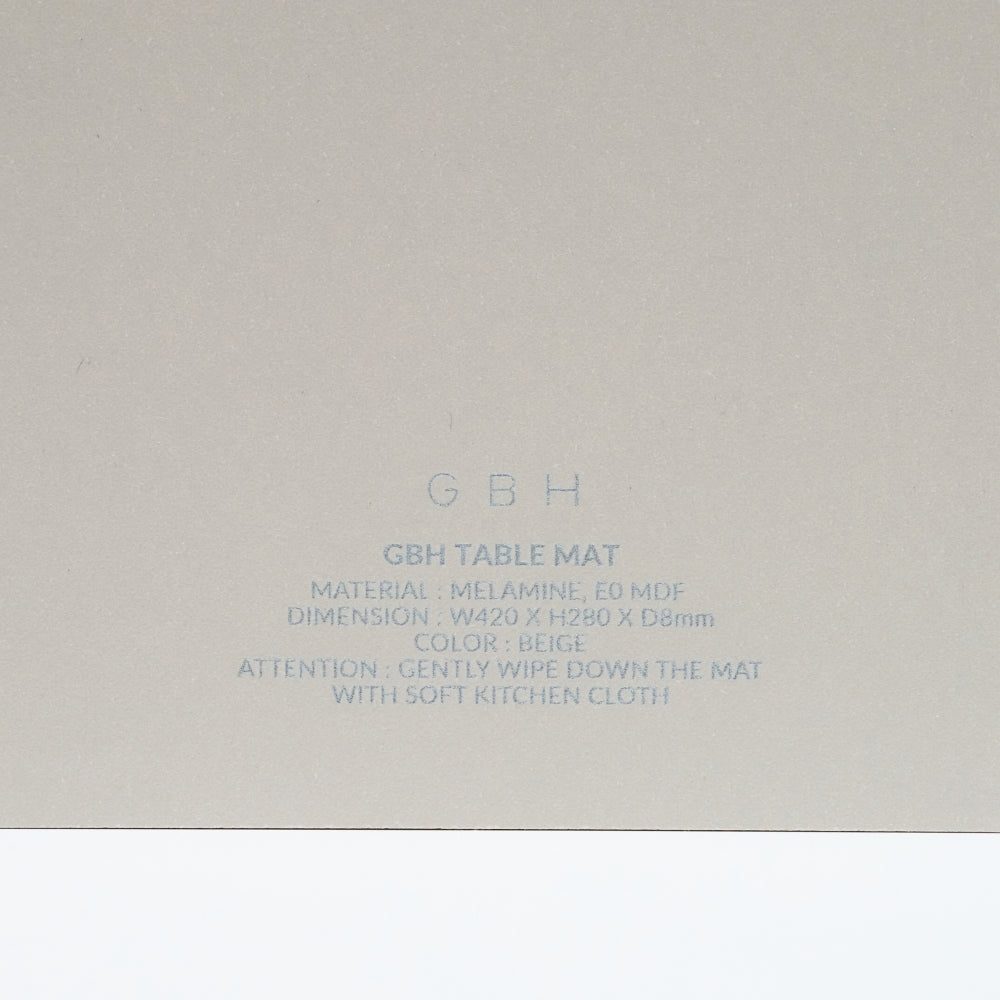 G B H
GBH TABLE MAT
MATERIAL : MELAMINE, E0 MDF
DIMENSION : W420 X H280 X D8mm
COLOR : BEIGE
ATTENTION : GENTLY WIPE DOWN THE MAT
WITH SOFT KITCHEN CLOTH